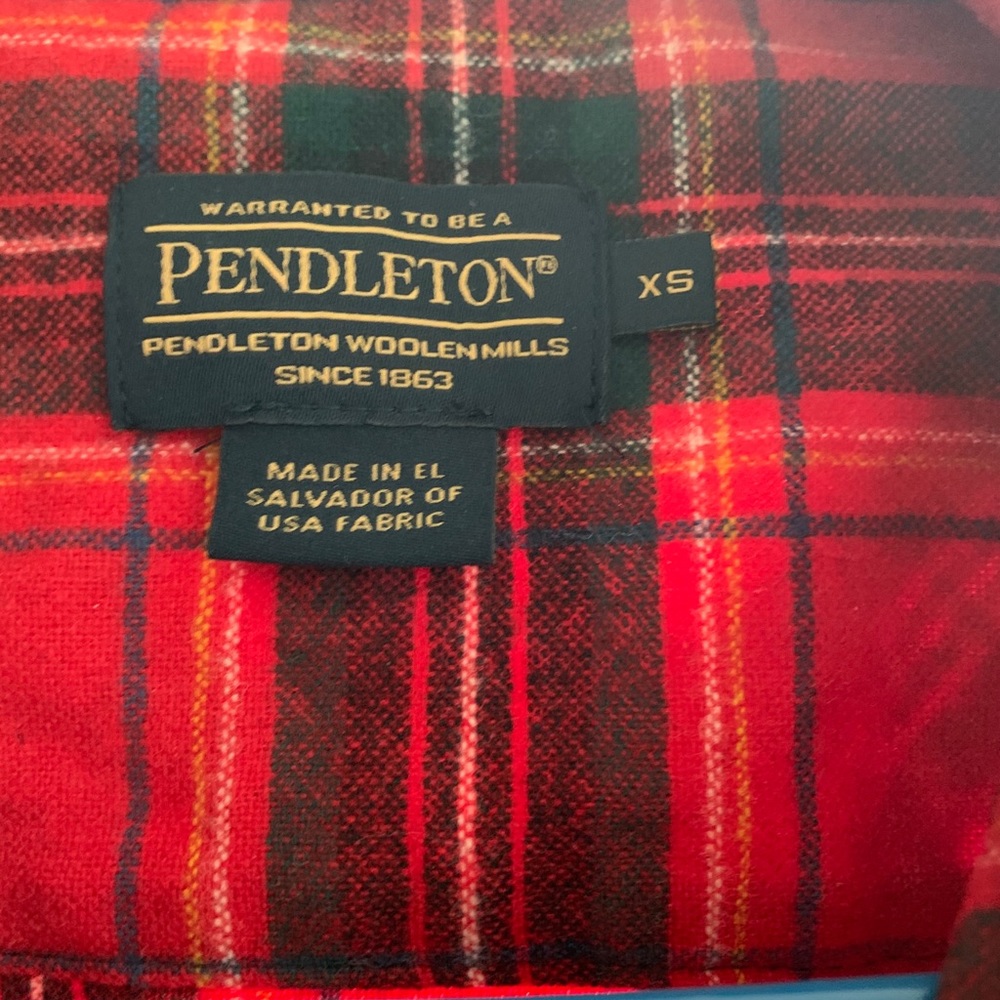 WARRANTED TO BE A
PENDLETON®
PENDLETON WOOLEN MILLS
SINCE 1863
XS
MADE IN EL
SALVADOR OF
USA FABRIC